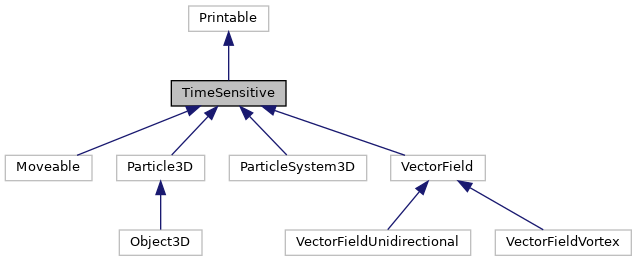 Printable
TimeSensitive
Moveable
Particle3D
ParticleSystem3D
VectorField
Object3D
VectorFieldUnidirectional
VectorFieldVortex